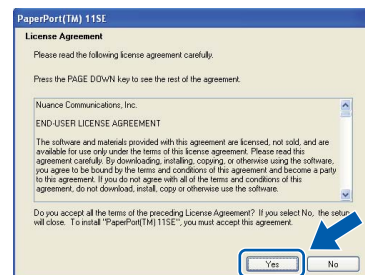 PaperPort(TM) 11SE
License Agreement
Please read the following license agreement carefully.
Press the PAGE DOWN key to see the rest of the agreement.
Nuance Communications, Inc.
END-USER LICENSE AGREEMENT
The software and materials provided with this agreement are licensed, not sold, and are
available for use only under the terms of this license agreement. Please read this
agreement carefully. By downloading, installing, copying, or otherwise using the software,
you agree to be bound by the terms and conditions of this agreement and become a party
to this agreement. If you do not agree with all of the terms and conditions of this
agreement, do not download, install, copy or otherwise use the software.
Do you accept all the terms of the preceding License Agreement? If you select No, the setup
will close. To install "PaperPort(TM) 11SE", you must accept this agreement.
Yes
No